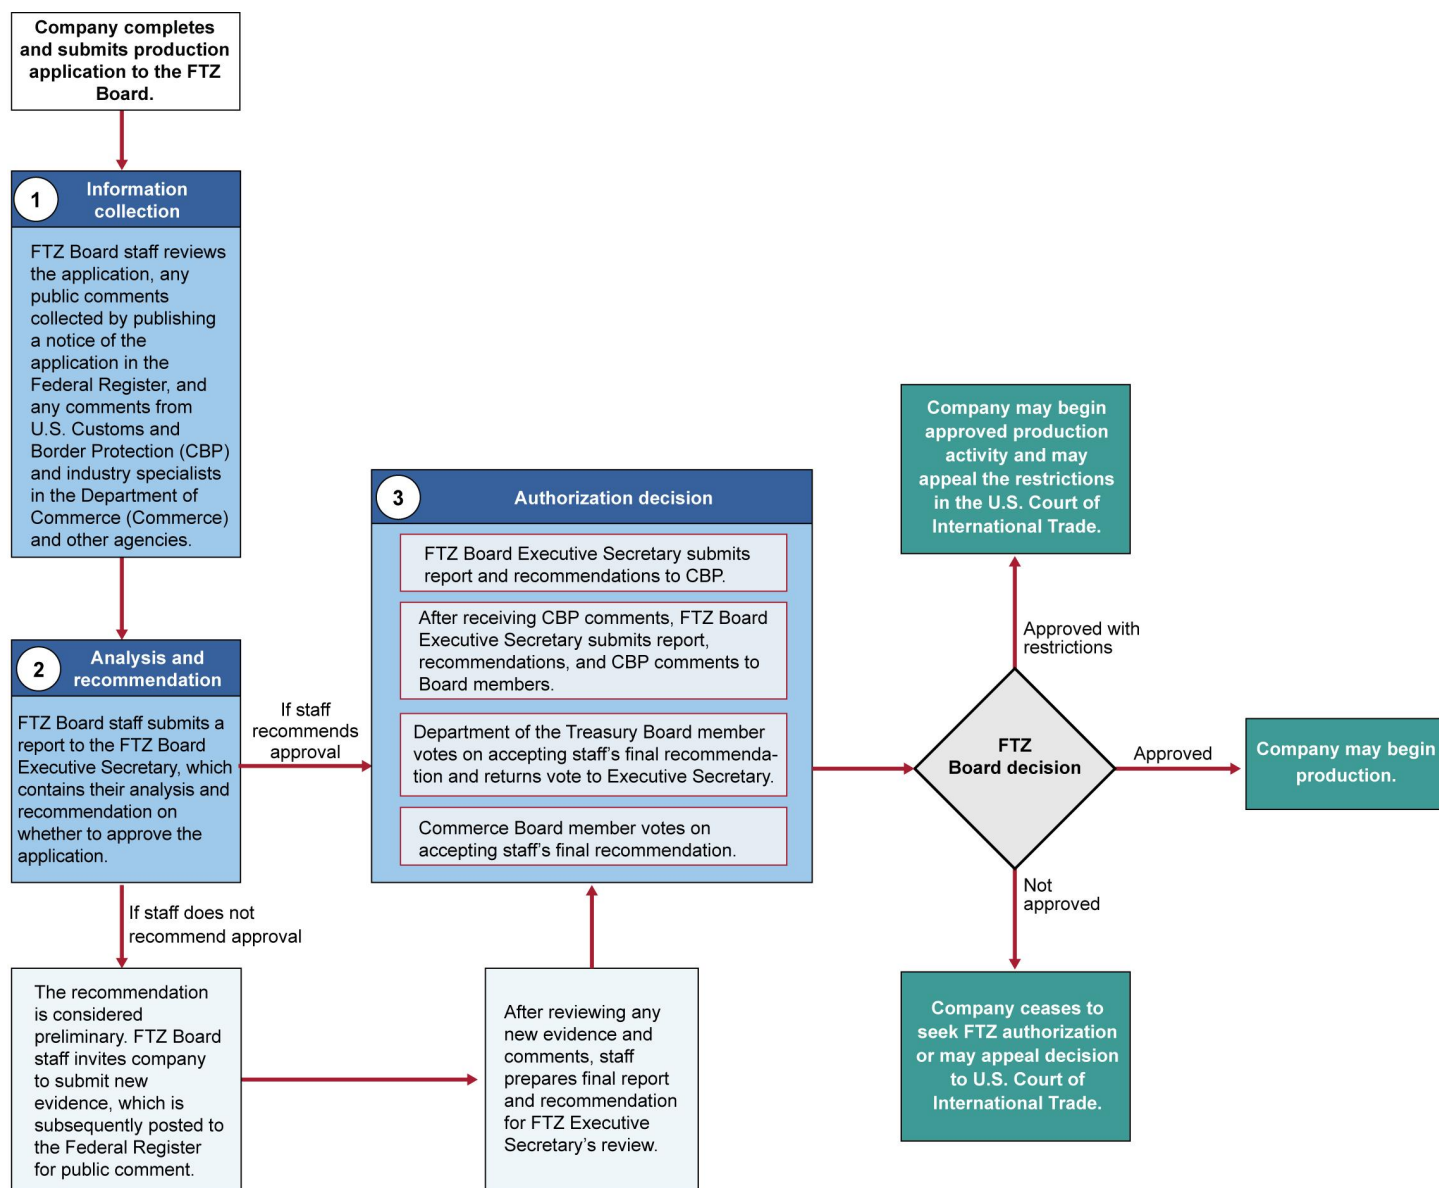 Company completes
and submits production
application to the FTZ
Board.
1
Information
collection
FTZ Board staff reviews
the application, any
public comments
collected by publishing
a notice of the
application in the
Federal Register, and
any comments from
U.S. Customs and
Border Protection (CBP)
and industry specialists
in the Department of
Commerce (Commerce)
and other agencies.
2
Analysis and
recommendation
FTZ Board staff submits a
report to the FTZ Board
Executive Secretary, which
contains their analysis and
recommendation on
whether to approve the
application.
If staff
recommends
approval
If staff does not
recommend approval
The recommendation
is considered
preliminary. FTZ Board
staff invites company
to submit new
evidence, which is
subsequently posted to
the Federal Register
for public comment.
After reviewing any
new evidence and
comments, staff
prepares final report
and recommendation
for FTZ Executive
Secretary’s review.
3
Authorization decision
FTZ Board Executive Secretary submits
report and recommendations to CBP.
After receiving CBP comments, FTZ Board
Executive Secretary submits report,
recommendations, and CBP comments to
Board members.
Department of the Treasury Board member
votes on accepting staff’s final recommenda-
tion and returns vote to Executive Secretary.
Commerce Board member votes on
accepting staff’s final recommendation.
FTZ
Board decision
Approved with
restrictions
Company may begin
approved production
activity and may
appeal the restrictions
in the U.S. Court of
International Trade.
Approved
Company may begin
production.
Not
approved
Company ceases to
seek FTZ authorization
or may appeal decision
to U.S. Court of
International Trade.